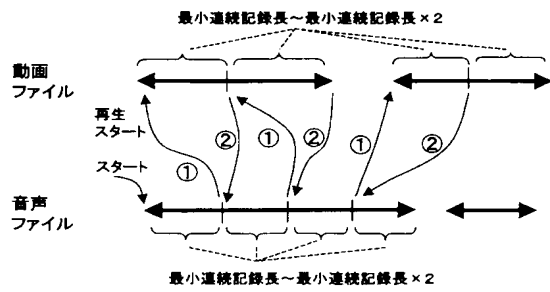 最小連続記録長~最小連続記録長×2
動画
ファイル
再生
スタート
② ① ② ① ②
スタート ①
音声
ファイル
最小連続記録長~最小連続記録長×2